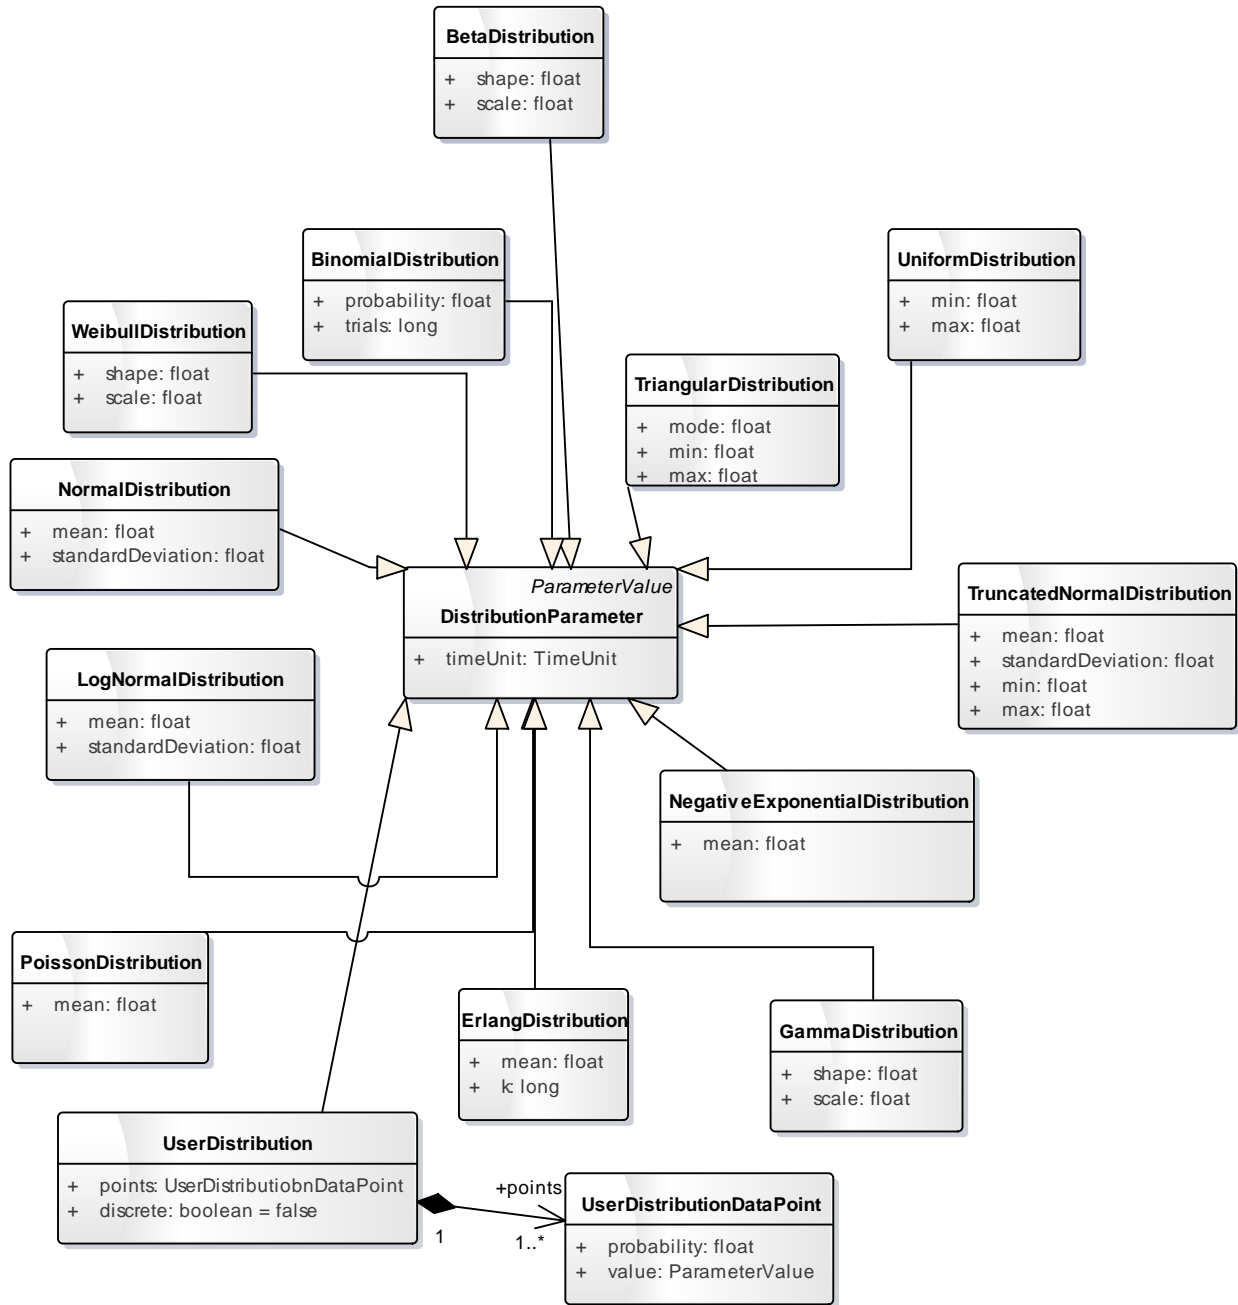 BetaDistribution
+ shape: float
+ scale: float
BinomialDistribution
+ probability: float
+ trials: long
UniformDistribution
+ min: float
+ max: float
WeibullDistribution
+ shape: float
+ scale: float
TriangularDistribution
+ mode: float
+ min: float
+ max: float
NormalDistribution
+ mean: float
+ standardDeviation: float
ParameterValue
DistributionParameter
+ timeUnit: TimeUnit
TruncatedNormalDistribution
+ mean: float
+ standardDeviation: float
+ min: float
+ max: float
LogNormalDistribution
+ mean: float
+ standardDeviation: float
NegativeExponentialDistribution
+ mean: float
PoissonDistribution
+ mean: float
ErlangDistribution
+ mean: float
+ k: long
GammaDistribution
+ shape: float
+ scale: float
UserDistribution
+ points: UserDistributiobnDataPoint
+ discrete: boolean = false
1
+points
1..*
UserDistributionDataPoint
+ probability: float
+ value: ParameterValue